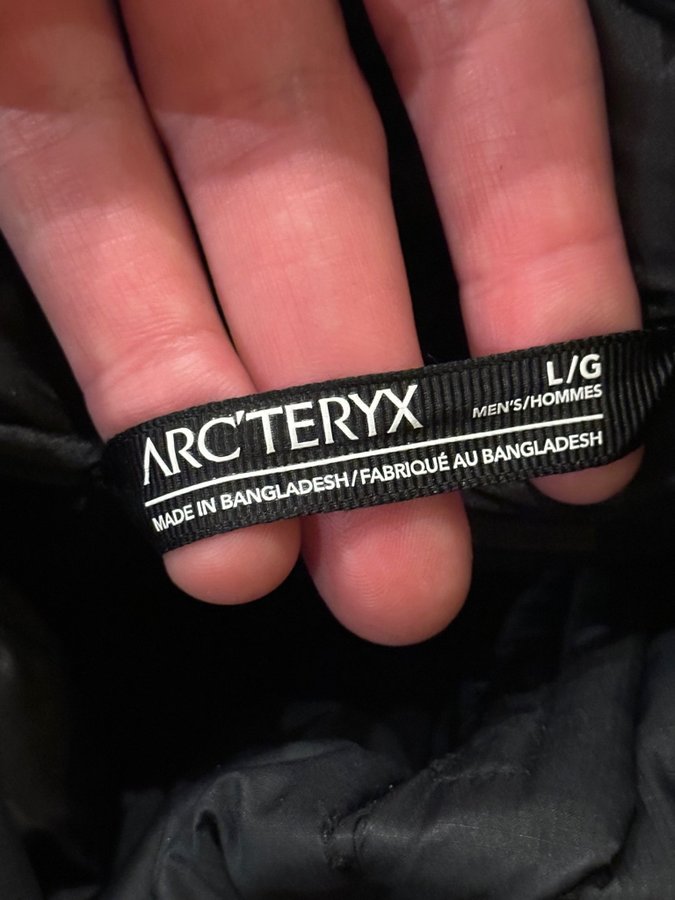 ARC'TERYX
L/G
MEN'S/HOMMES
MADE IN BANGLADESH/FABRIQUÉ AU BANGLADESH